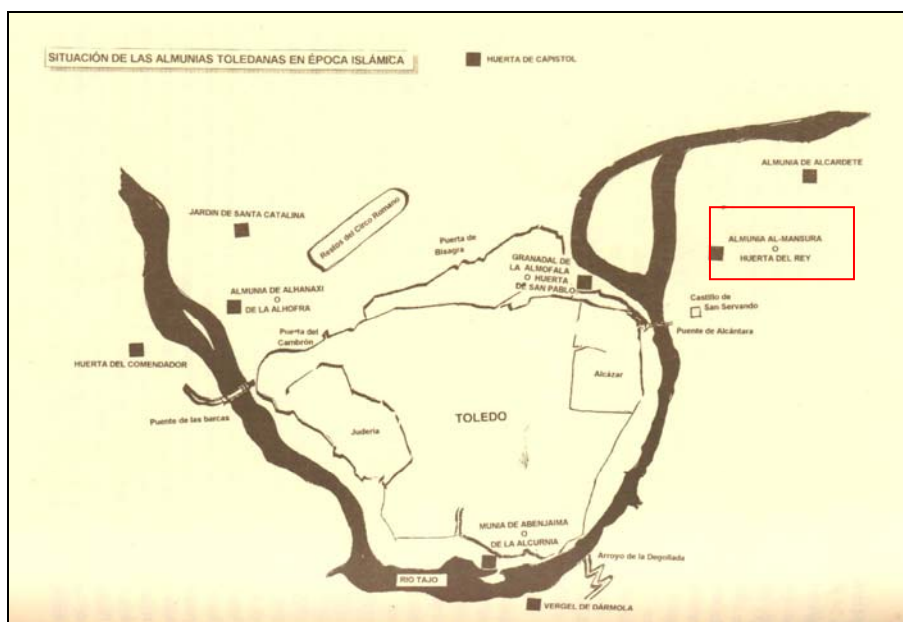 SITUACIÓN DE LAS ALMUNIAS TOLEDANAS EN ÉPOCA ISLÁMICA
HUERTA DE CAPISTOL
ALMUNIA DE ALCARDETE
JARDIN DE SANTA CATALINA
Restos del Circo Romano
Puerta de
Bisagra
ALMUNIA AL-MANSURA
O
HUERTA DEL REY
GRANADAL DE
LA ALMOFALA
O HUERTA
DE SAN PABLO
ALMUNIA DE ALHANAXI
O
DE LA ALHOFRA
Castillo de
San Servando
Puente de Alcántara
Puerta del
Cambrón
HUERTA DEL COMENDADOR
Alcázar
Puente de las barcas
TOLEDO
Judería
MUNIA DE ABENJAIMA
O
DE LA ALCURNIA
Arroyo de la Degollada
RIO TAJO
VERGEL DE DÁRMOLA